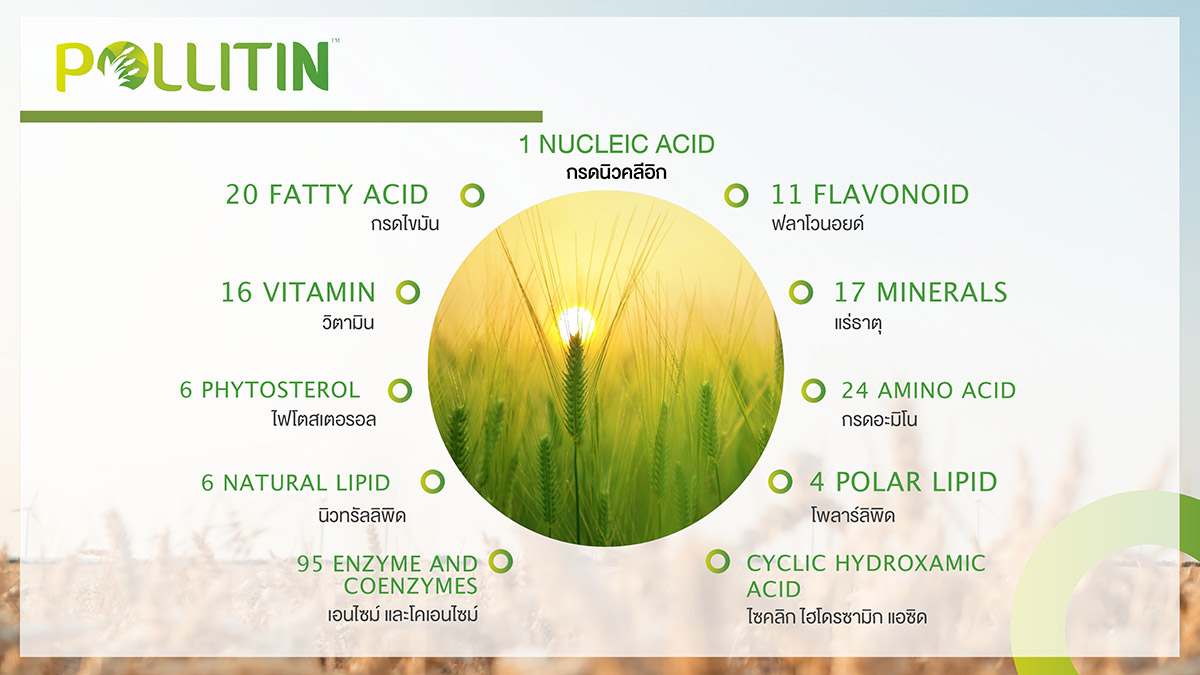 POLLITIN™
1 NUCLEIC ACID
กรดนิวคลีอิก
20 FATTY ACID
กรดไขมัน
11 FLAVONOID
ฟลาโวนอยด์
16 VITAMIN
วิตามิน
17 MINERALS
แร่ธาตุ
6 PHYTOSTEROL
ไฟโตสเตอรอล
24 AMINO ACID
กรดอะมิโน
6 NATURAL LIPID
นิวทรัลลิพิด
4 POLAR LIPID
โพลาร์ลิพิด
95 ENZYME AND
COENZYMES
เอนไซม์ และโคเอนไซม์
CYCLIC HYDROXAMIC
ACID
ไซคลิก ไฮโดรซามิก แอซิด